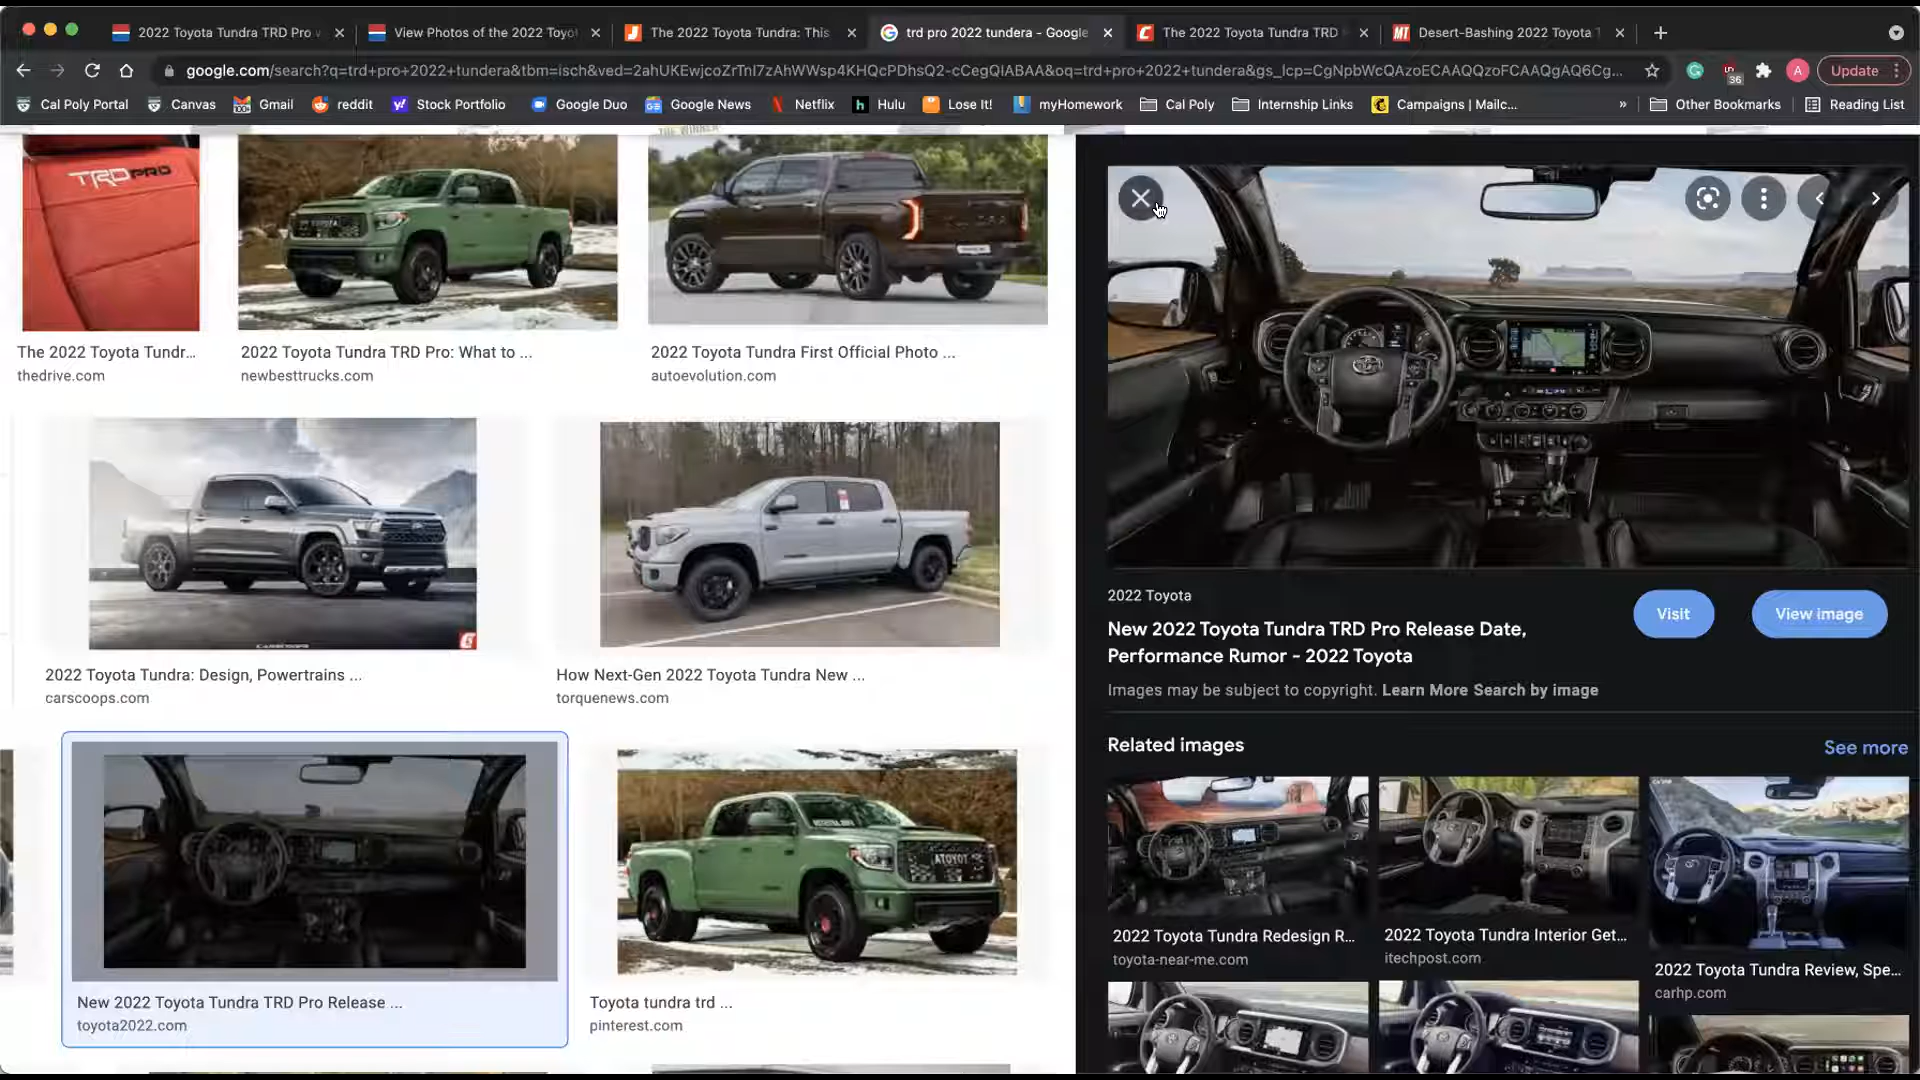 2022 Toyota Tundra TRD Pro
View Photos of the 2022 Toyo
The 2022 Toyota Tundra: This
trd pro 2022 tundera - Google
The 2022 Toyota Tundra TRD
Desert-Bashing 2022 Toyota
google.com/search?q=trd+pro+2022+tundera&tbm=isch&ved=2ahUKEwjcoZrTnI7zAhWWsp4KHQcPDhsQ2-cCegQIABAA&oq=trd+pro+2022+tundera&gs_lcp=CgNpbWcQAzoECAAQQzoFCAAQgAQ6Cg...
36
A
Update
Cal Poly Portal
Canvas
Gmail
reddit
Stock Portfolio
Google Duo
Google News
Netflix
Hulu
Lose It!
myHomework
Cal Poly
Internship Links
Campaigns | Mailc...
»
Other Bookmarks
Reading List
THE WINNER
TRDPRO
The 2022 Toyota Tundr...
thedrive.com
2022 Toyota Tundra TRD Pro: What to ...
newbesttrucks.com
2022 Toyota Tundra First Official Photo ...
autoevolution.com
CARSCOOPS
2022 Toyota Tundra: Design, Powertrains ...
carscoops.com
How Next-Gen 2022 Toyota Tundra New ...
torquenews.com
New 2022 Toyota Tundra TRD Pro Release ...
toyota2022.com
Toyota tundra trd ...
pinterest.com
2022 Toyota
New 2022 Toyota Tundra TRD Pro Release Date,
Performance Rumor - 2022 Toyota
Visit
View image
Images may be subject to copyright. Learn More Search by image
Related images
See more
2022 Toyota Tundra Redesign R...
toyota-near-me.com
2022 Toyota Tundra Interior Get...
itechpost.com
2022 Toyota Tundra Review, Spe...
carhp.com